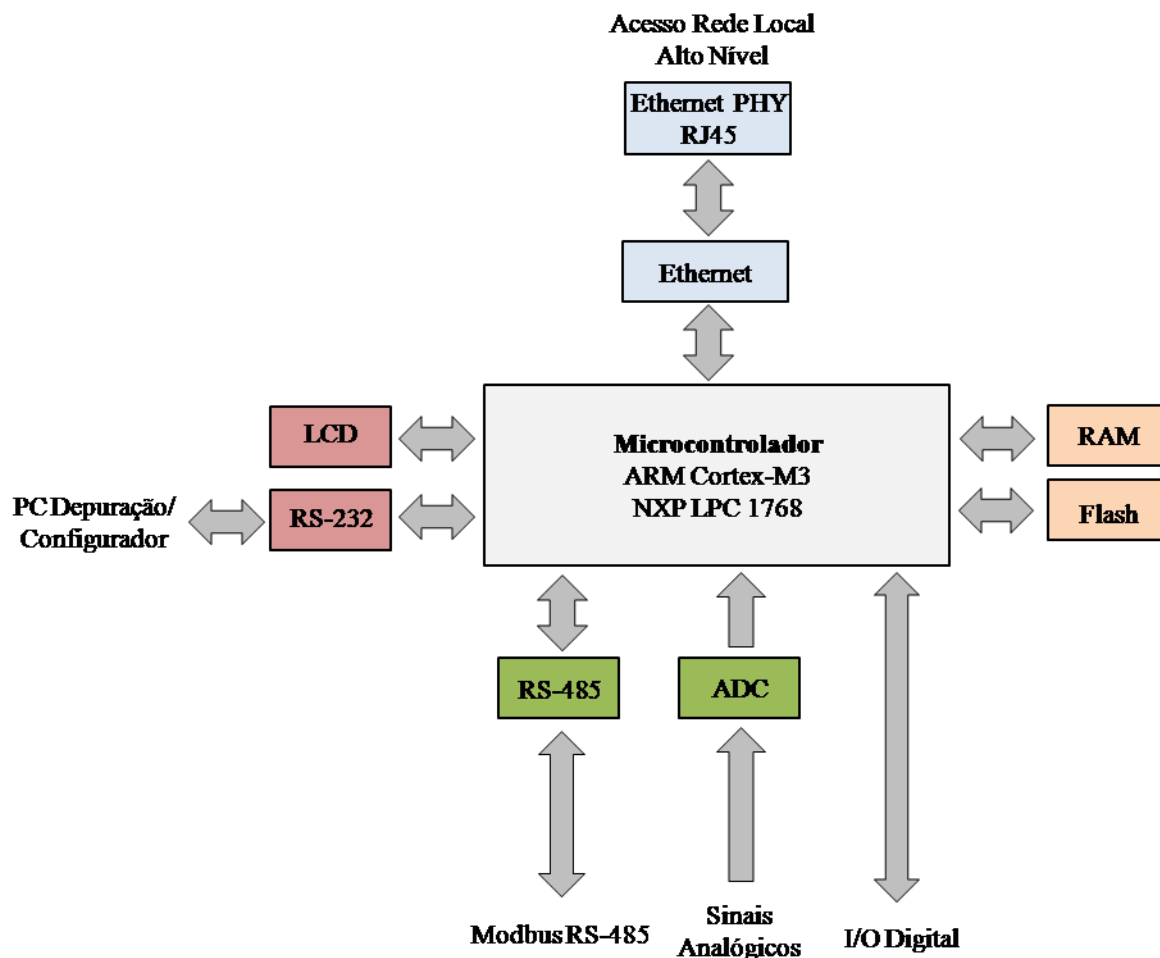 Acesso Rede Local
Alto Nível
Ethernet PHY
RJ45
Ethernet
LCD
RS-232
PC Depuração/
Configurador
Microcontrolador
ARM Cortex-M3
NXP LPC 1768
RAM
Flash
RS-485
ADC
Modbus RS-485
Sinais
Analógicos
I/O Digital